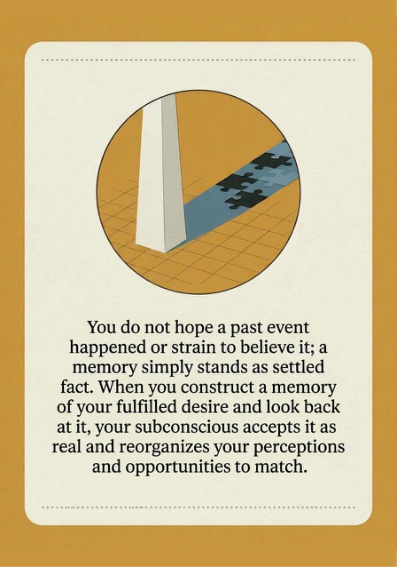 You do not hope a past event
happened or strain to believe it; a
memory simply stands as settled
fact. When you construct a memory
of your fulfilled desire and look back
at it, your subconscious accepts it as
real and reorganizes your perceptions
and opportunities to match.